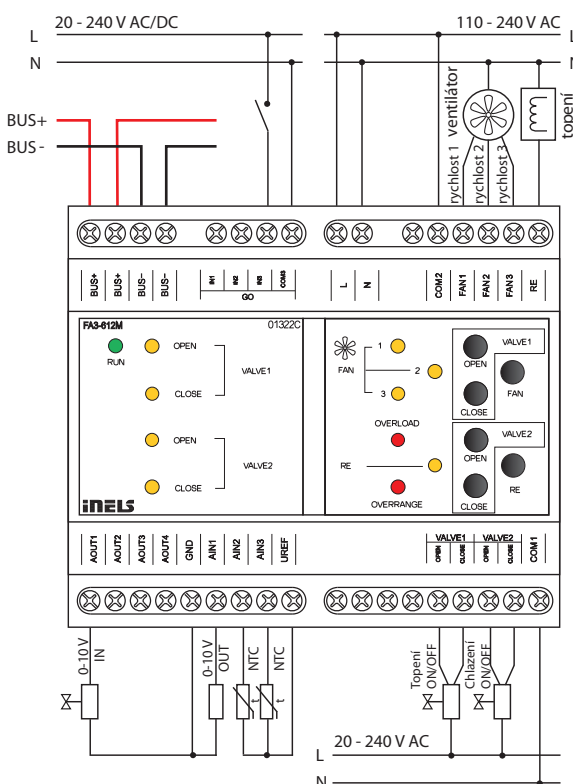 20 - 240 V AC/DC
110 - 240 V AC
L
L
N
N
BUS+
BUS -
rychlost 1
ventilátor
rychlost 2
rychlost 3
topení
BUS+
BUS+
BUS-
BUS-
IN1
IN2
IN3
COM3
GO
L
N
COM2
FAN1
FAN2
FAN3
RE
FA3-612M
01322C
RUN
OPEN
VALVE1
CLOSE
OPEN
VALVE2
CLOSE
iNELS
1
FAN
2
3
OVERLOAD
RE
OVERRANGE
OPEN
VALVE1
FAN
CLOSE
OPEN
VALVE2
RE
CLOSE
AOUT1
AOUT2
AOUT3
AOUT4
GND
AIN1
AIN2
AIN3
UREF
VALVE1
VALVE2
OPEN
CLOSE
OPEN
CLOSE
COM1
0-10 V
IN
0-10 V
OUT
NTC
NTC
t
t
Topení
ON/OFF
Chlazení
ON/OFF
20 - 240 V AC
L
N